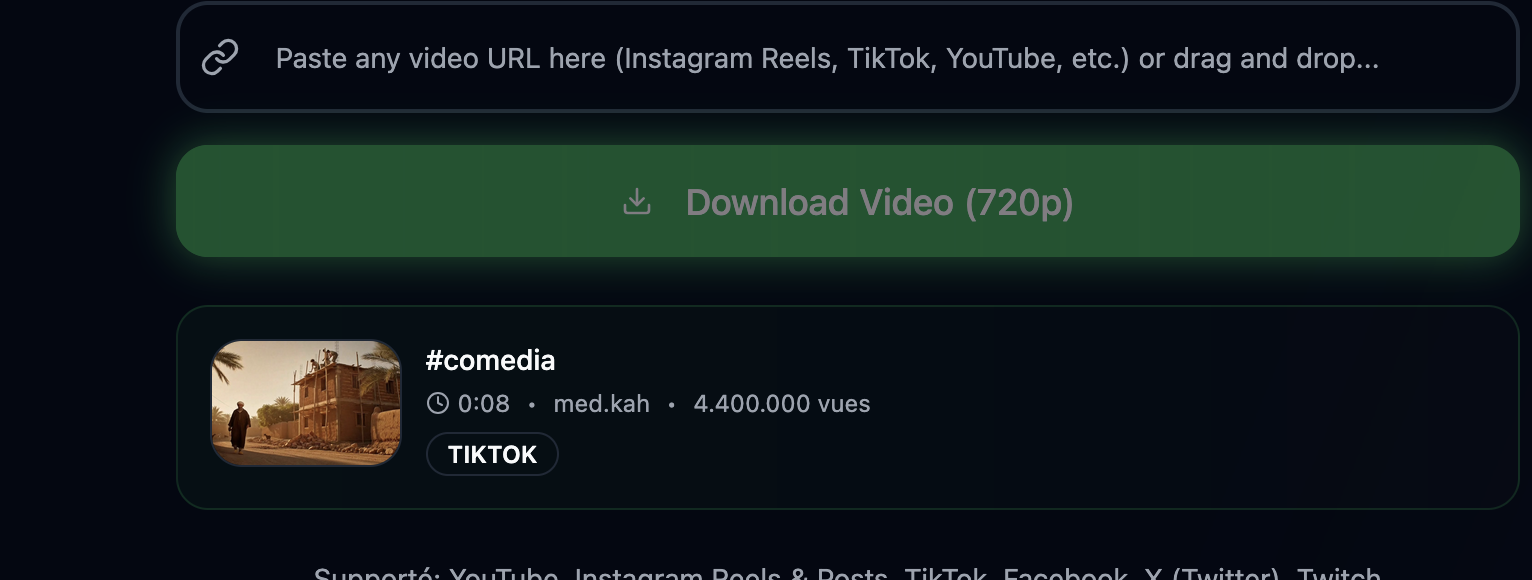 Paste any video URL here (Instagram Reels, TikTok, YouTube, etc.) or drag and drop...
Download Video (720p)
#comedia
0:08 • med.kah • 4.400.000 vues
TIKTOK
Supporté: YouTube, Instagram Reels & Posts, TikTok, Facebook, X (Twitter), Twitch